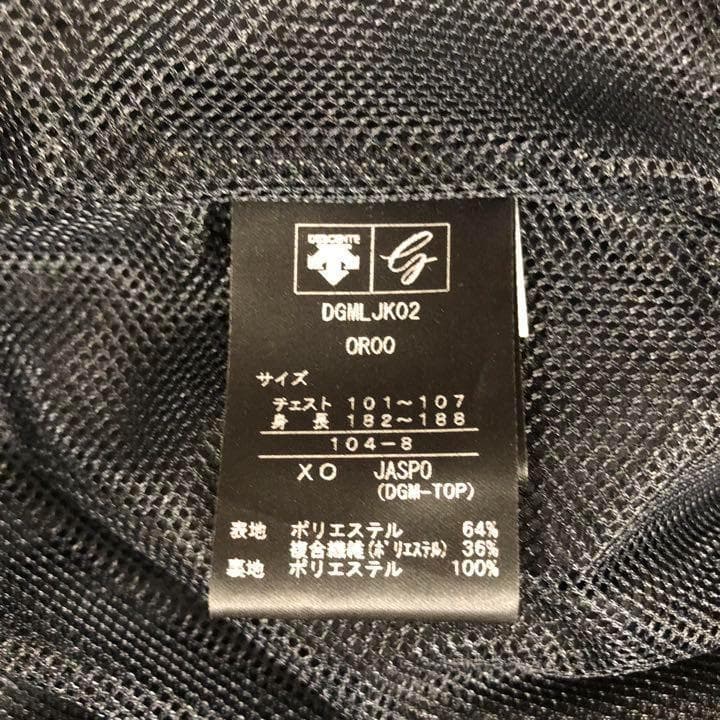 DESCENTE
DGMLJK02
OR00
サイズ
チェスト 101～107
身長 182～188
104-8
XO JASPO
(DGM-TOP)
表地 ポリエステル 64%
複合繊維(ﾎﾟﾘｴｽﾃﾙ) 36%
裏地 ポリエステル 100%